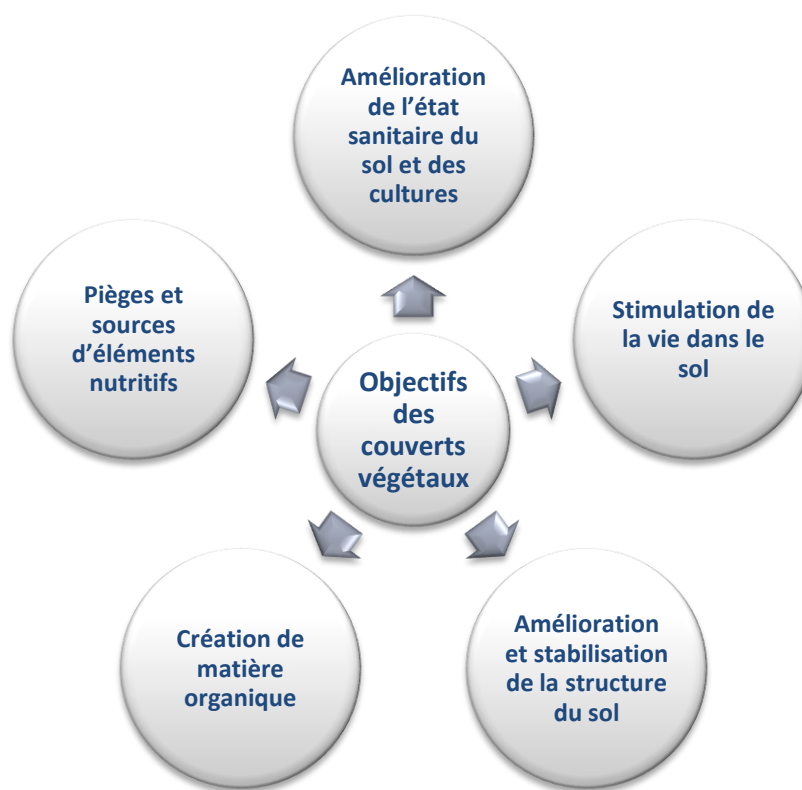 Amélioration
de l’état
sanitaire du
sol et des
cultures
Pièges et
sources
d’éléments
nutritifs
Stimulation de
la vie dans le
sol
Objectifs
des
couverts
végétaux
Création de
matière
organique
Amélioration
et stabilisation
de la structure
du sol